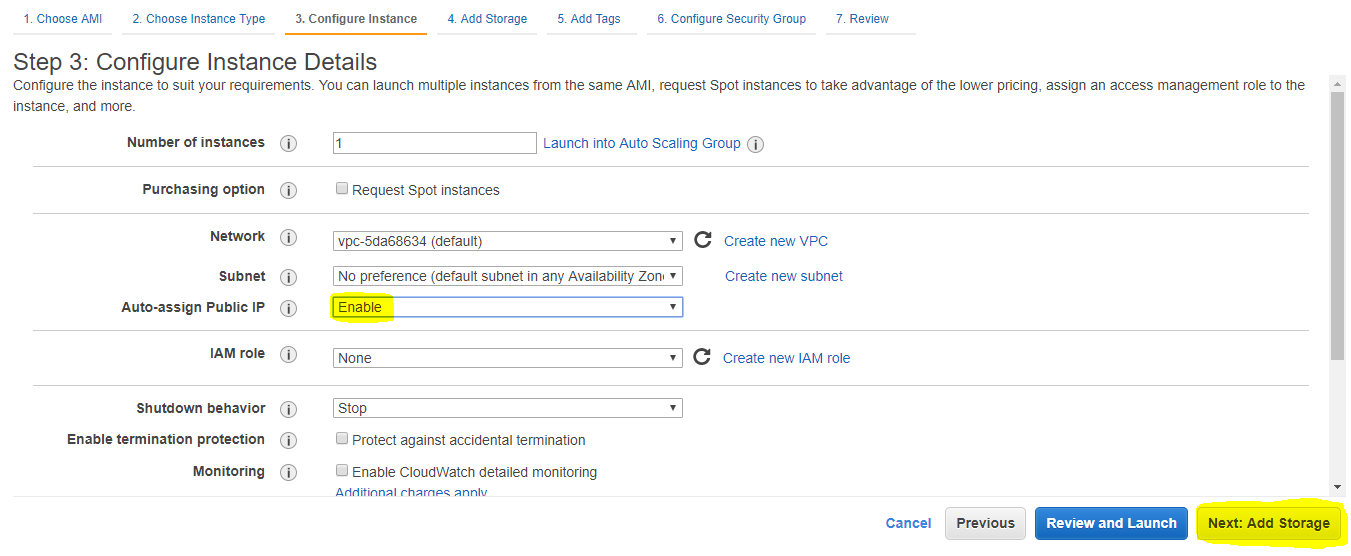 1. Choose AMI 2. Choose Instance Type 3. Configure Instance 4. Add Storage 5. Add Tags 6. Configure Security Group 7. Review
Step 3: Configure Instance Details
Configure the instance to suit your requirements. You can launch multiple instances from the same AMI, request Spot instances to take advantage of the lower pricing, assign an access management role to the
instance, and more.
Number of instances i 1 Launch into Auto Scaling Group i
Purchasing option i Request Spot instances
Network i vpc-5da68634 (default) Create new VPC
Subnet i No preference (default subnet in any Availability Zon Create new subnet
Auto-assign Public IP i Enable
IAM role i None Create new IAM role
Shutdown behavior i Stop
Enable termination protection i Protect against accidental termination
Monitoring i Enable CloudWatch detailed monitoring
Additional charges apply.
Cancel Previous Review and Launch Next: Add Storage